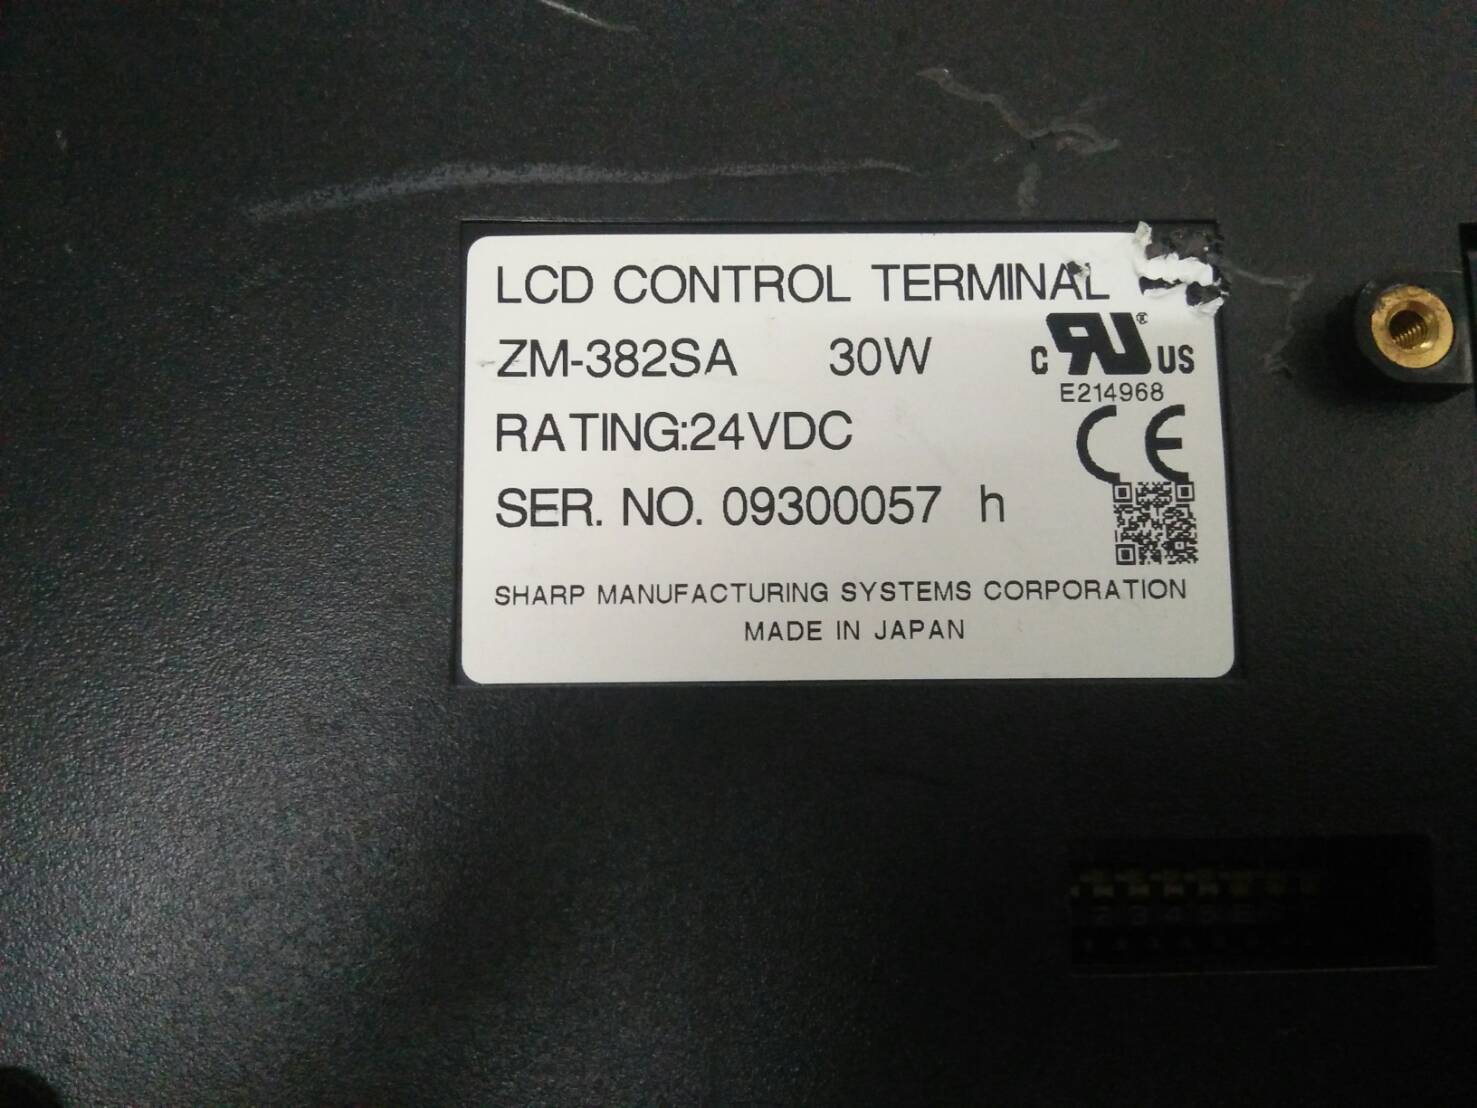 LCD CONTROL TERMINAL
ZM-382SA 30W
C RU® US
E214968
RATING:24VDC
CE
SER. NO. 09300057 h
SHARP MANUFACTURING SYSTEMS CORPORATION
MADE IN JAPAN